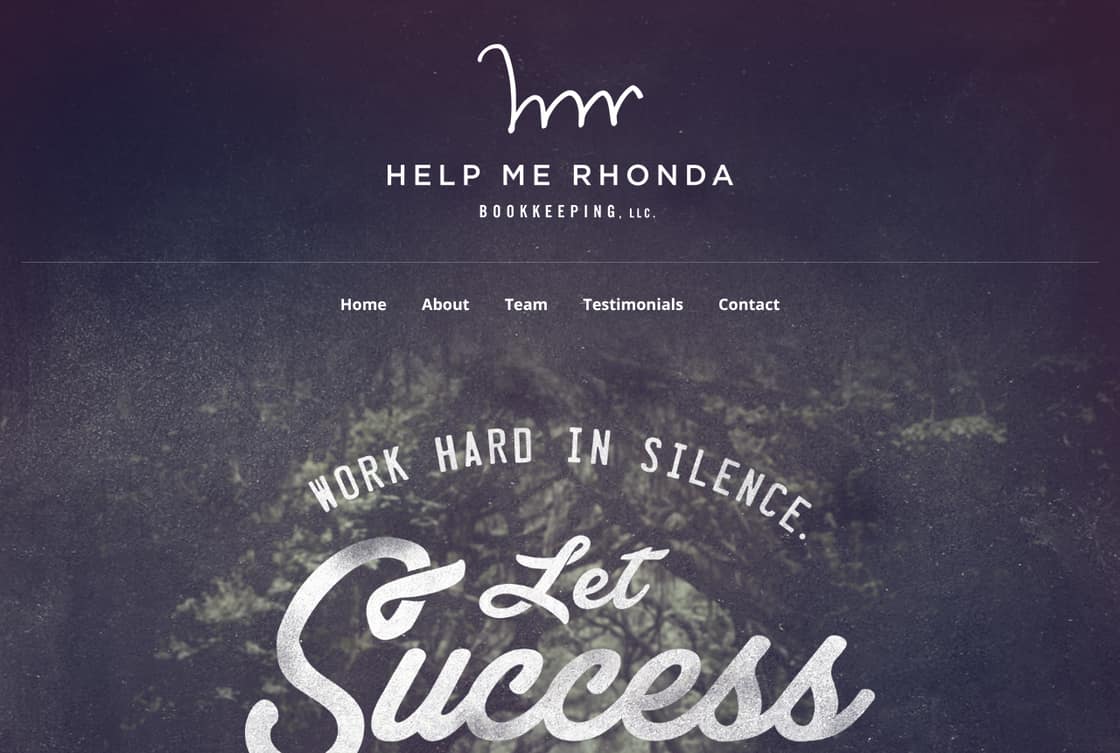 hmr
HELP ME RHONDA
BOOKKEEPING, LLC.
Home About Team Testimonials Contact
WORK HARD IN SILENCE.
Let
Success